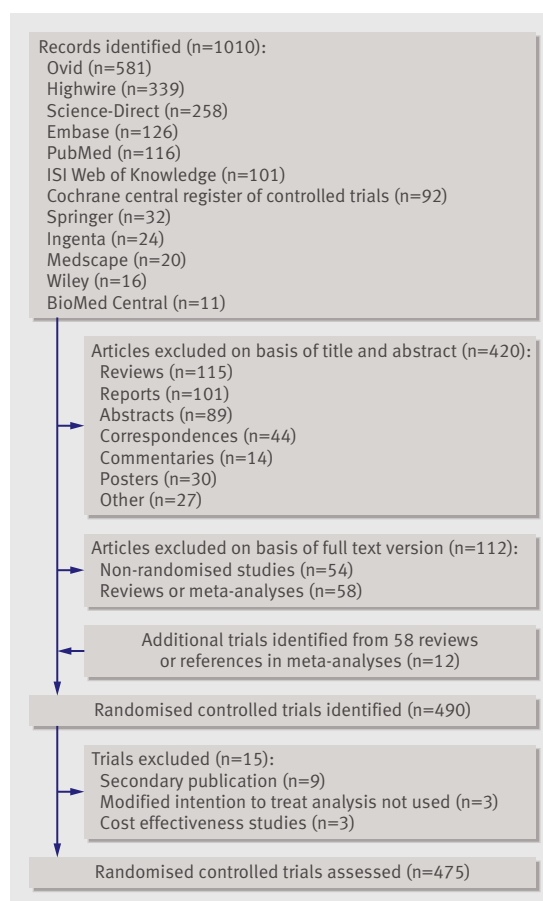 Records identified (n=1010):
Ovid (n=581)
Highwire (n=339)
Science-Direct (n=258)
Embase (n=126)
PubMed (n=116)
ISI Web of Knowledge (n=101)
Cochrane central register of controlled trials (n=92)
Springer (n=32)
Ingenta (n=24)
Medscape (n=20)
Wiley (n=16)
BioMed Central (n=11)
Articles excluded on basis of title and abstract (n=420):
Reviews (n=115)
Reports (n=101)
Abstracts (n=89)
Correspondences (n=44)
Commentaries (n=14)
Posters (n=30)
Other (n=27)
Articles excluded on basis of full text version (n=112):
Non-randomised studies (n=54)
Reviews or meta-analyses (n=58)
Additional trials identified from 58 reviews
or references in meta-analyses (n=12)
Randomised controlled trials identified (n=490)
Trials excluded (n=15):
Secondary publication (n=9)
Modified intention to treat analysis not used (n=3)
Cost effectiveness studies (n=3)
Randomised controlled trials assessed (n=475)